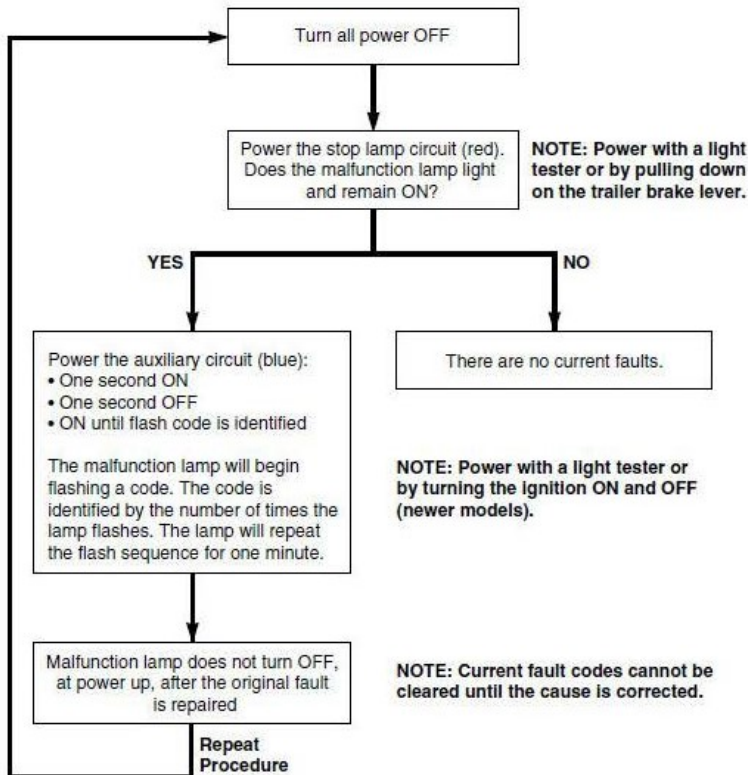 Turn all power OFF
Power the stop lamp circuit (red).
Does the malfunction lamp light
and remain ON?
NOTE: Power with a light
tester or by pulling down
on the trailer brake lever.
YES
NO
Power the auxiliary circuit (blue):
• One second ON
• One second OFF
• ON until flash code is identified
The malfunction lamp will begin
flashing a code. The code is
identified by the number of times the
lamp flashes. The lamp will repeat
the flash sequence for one minute.
There are no current faults.
NOTE: Power with a light tester or
by turning the ignition ON and OFF
(newer models).
Malfunction lamp does not turn OFF,
at power up, after the original fault
is repaired
NOTE: Current fault codes cannot be
cleared until the cause is corrected.
Repeat
Procedure